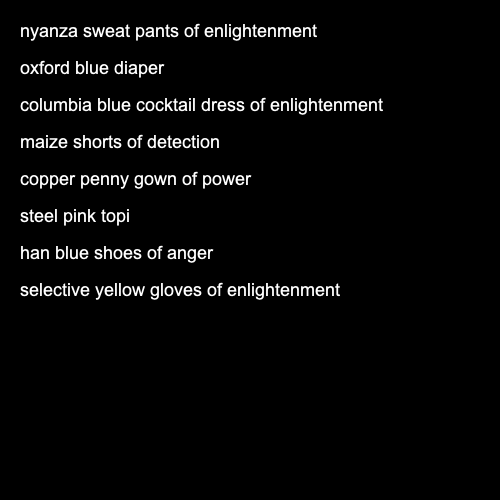 nyanza sweat pants of enlightenment
oxford blue diaper
columbia blue cocktail dress of enlightenment
maize shorts of detection
copper penny gown of power
steel pink topi
han blue shoes of anger
selective yellow gloves of enlightenment